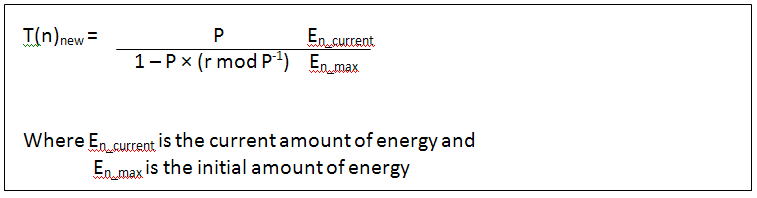 T(n)new = P En_current
1 – P × (r mod P-1) En_max
Where En_current is the current amount of energy and
En_max is the initial amount of energy